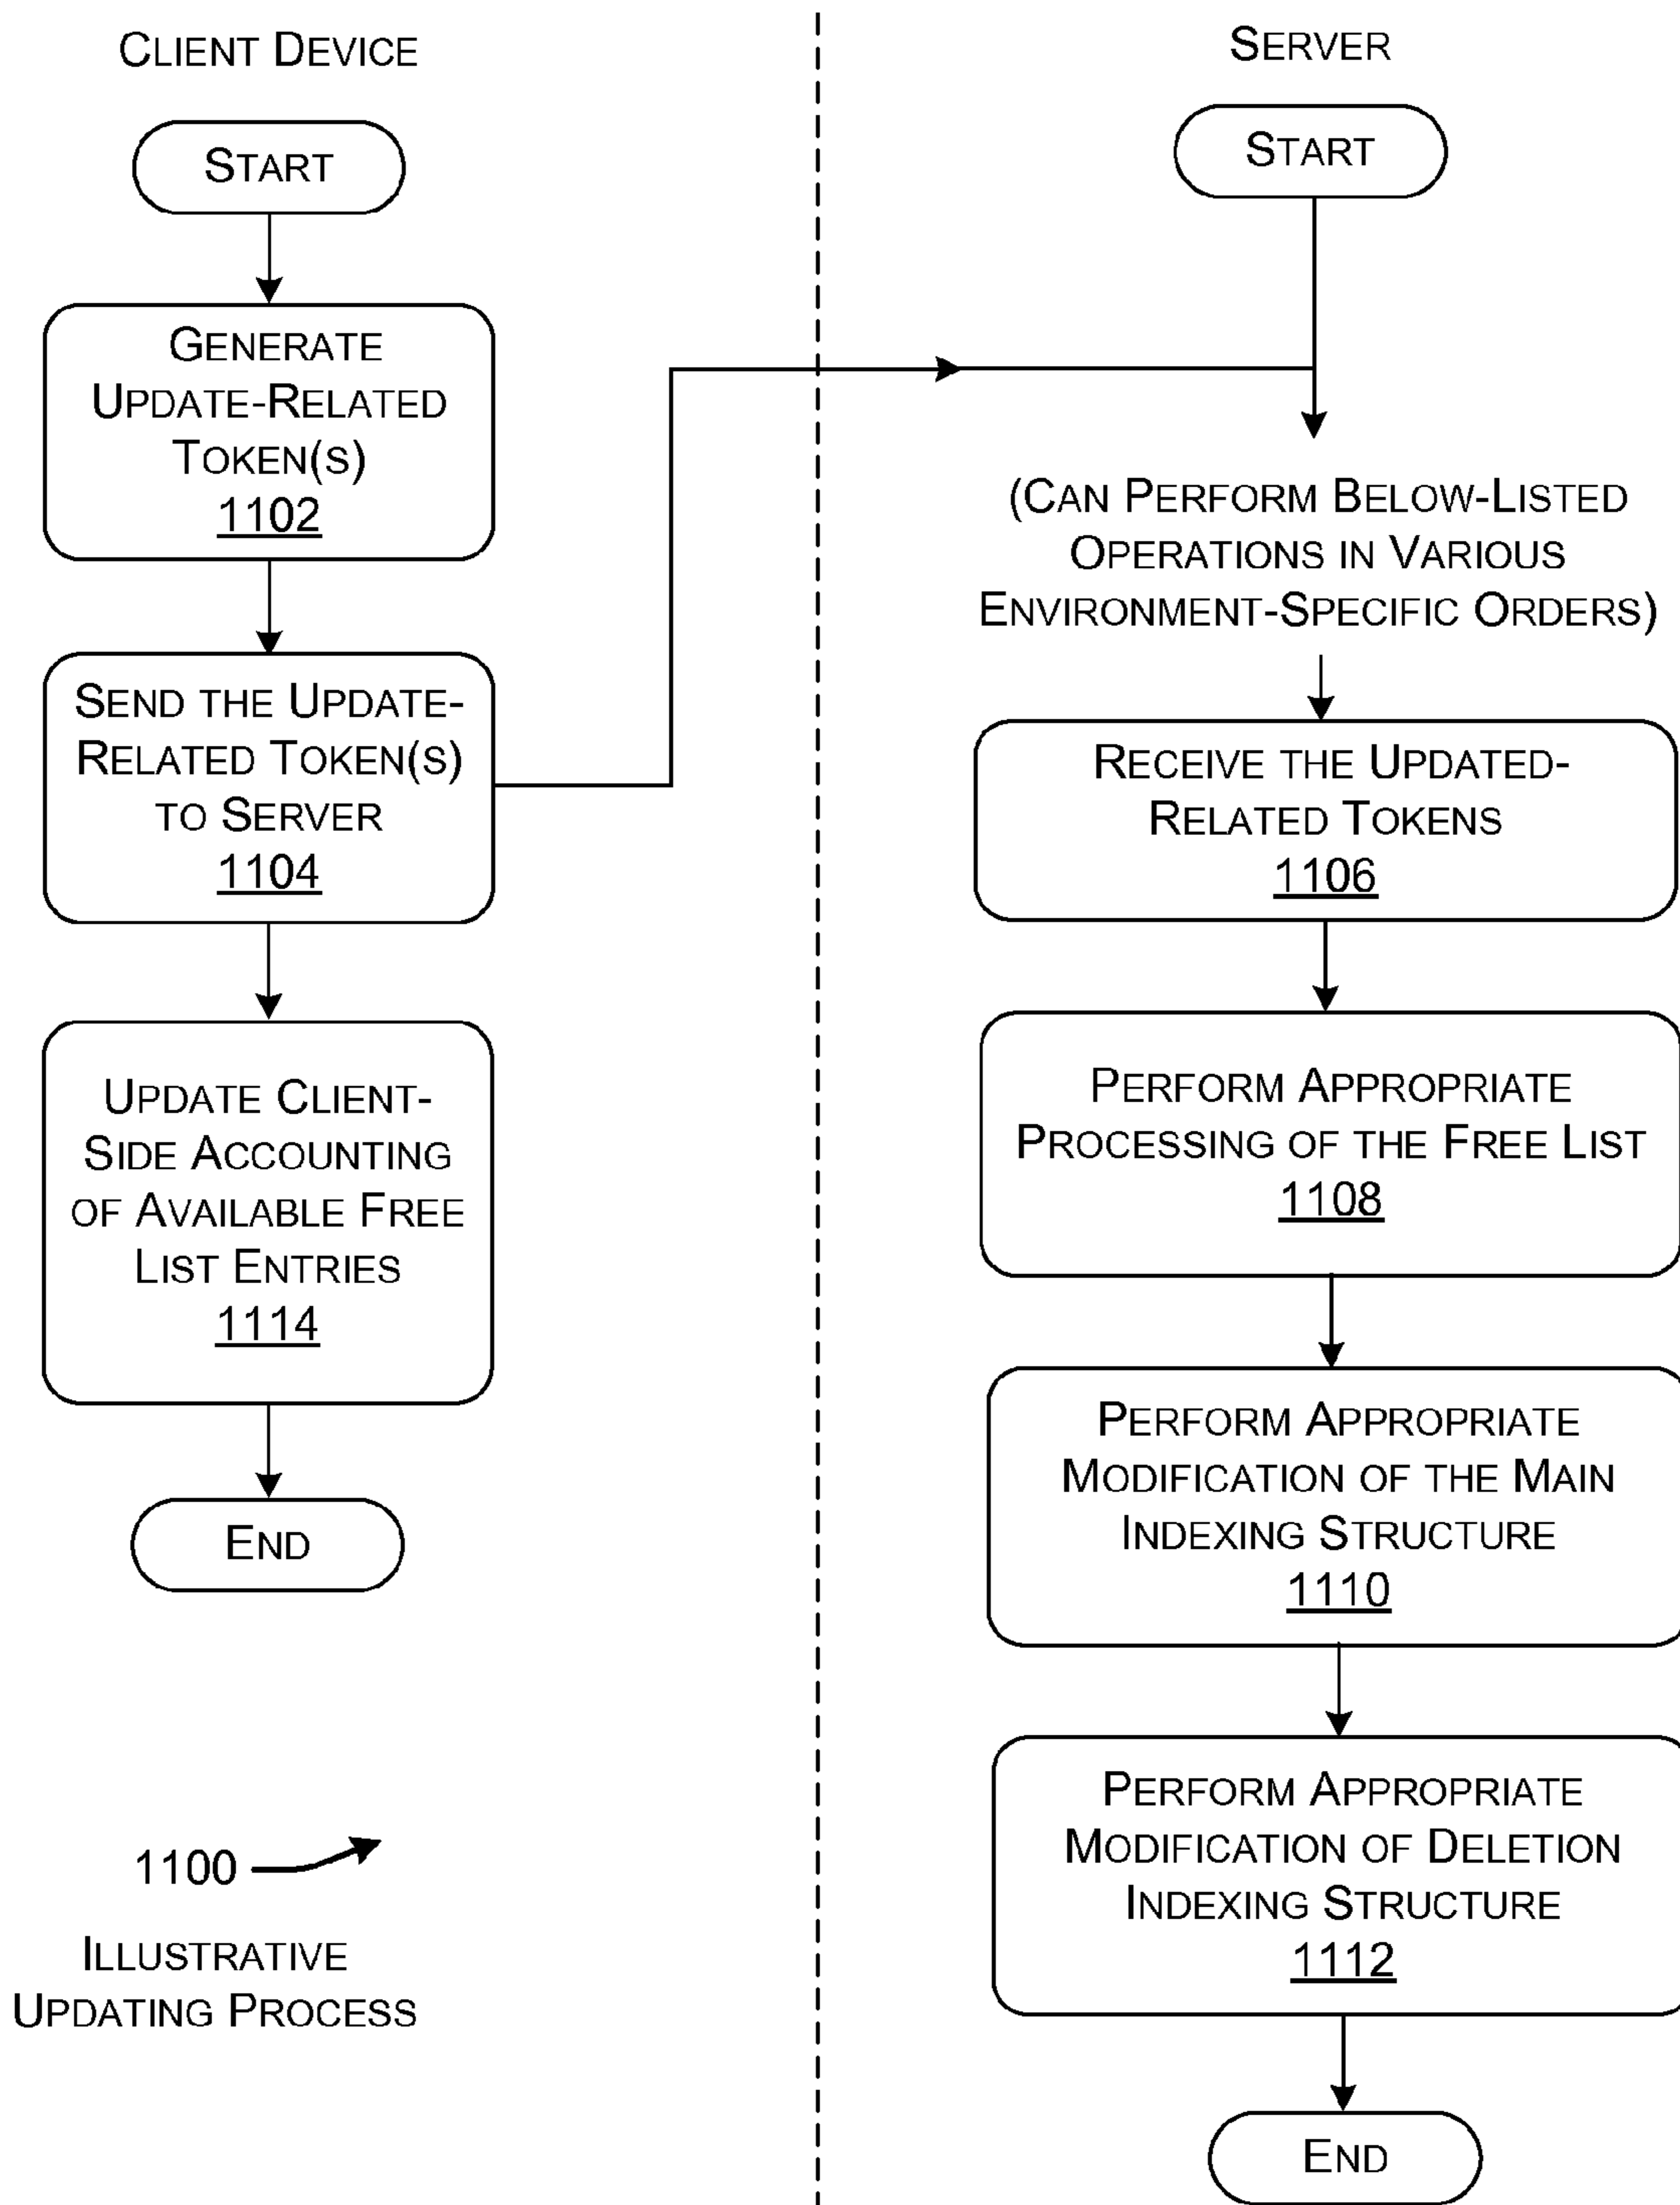 CLIENT DEVICE
START
GENERATE
UPDATE-RELATED
TOKEN(S)
1102
SEND THE UPDATE-
RELATED TOKEN(S)
TO SERVER
1104
UPDATE CLIENT-
SIDE ACCOUNTING
OF AVAILABLE FREE
LIST ENTRIES
1114
END
1100
ILLUSTRATIVE
UPDATING PROCESS
SERVER
START
(CAN PERFORM BELOW-LISTED
OPERATIONS IN VARIOUS
ENVIRONMENT-SPECIFIC ORDERS)
RECEIVE THE UPDATED-
RELATED TOKENS
1106
PERFORM APPROPRIATE
PROCESSING OF THE FREE LIST
1108
PERFORM APPROPRIATE
MODIFICATION OF THE MAIN
INDEXING STRUCTURE
1110
PERFORM APPROPRIATE
MODIFICATION OF DELETION
INDEXING STRUCTURE
1112
END